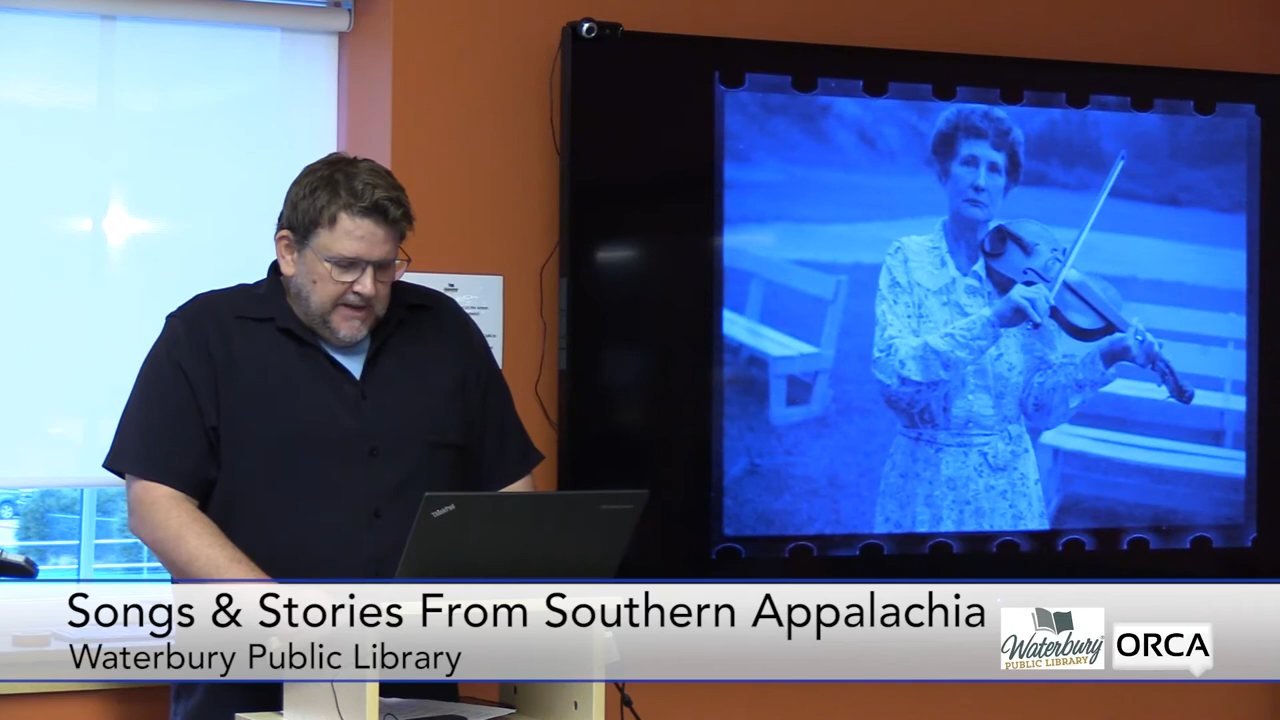 ThinkPad
Songs & Stories From Southern Appalachia
Waterbury Public Library
Waterbury
PUBLIC LIBRARY
ORCA